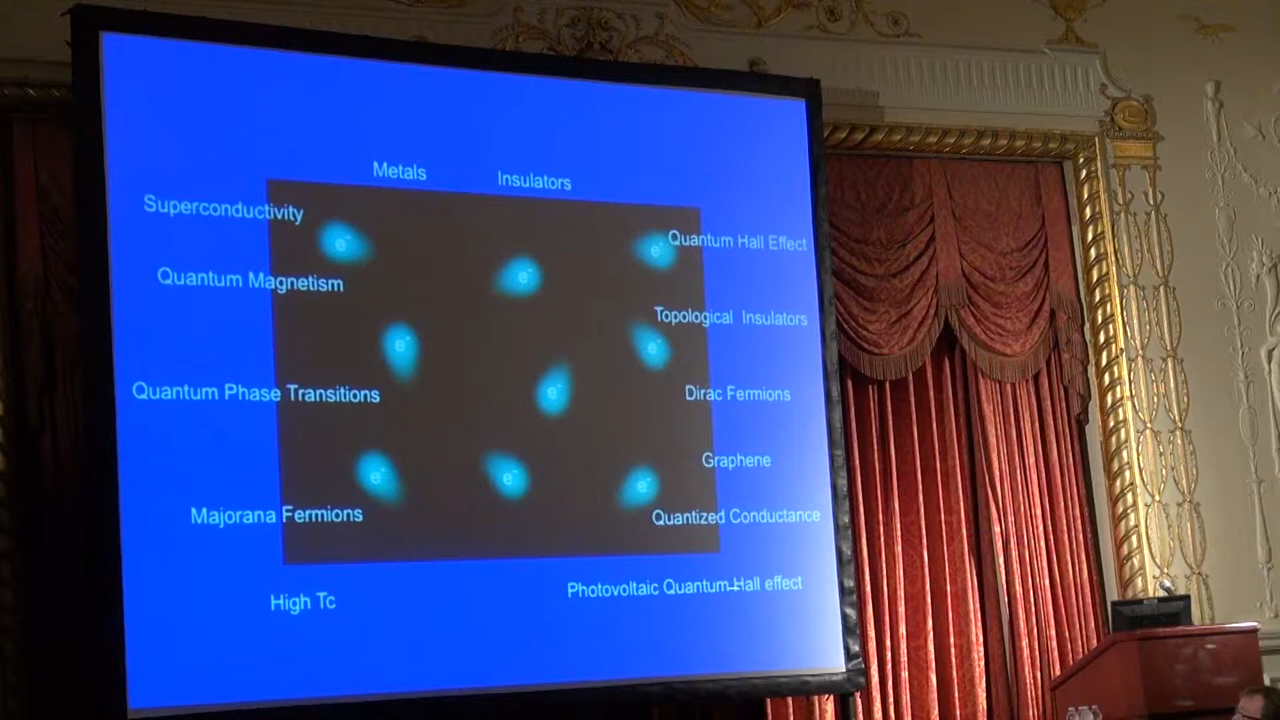 Metals
Insulators
Superconductivity
e⁻
Quantum Hall Effect
e⁻
Quantum Magnetism
e⁻
Topological Insulators
e⁻
e⁻
Quantum Phase Transitions
e⁻
Dirac Fermions
Graphene
e⁻
e⁻
e⁻
Majorana Fermions
Quantized Conductance
High Tc
Photovoltaic Quantum Hall effect